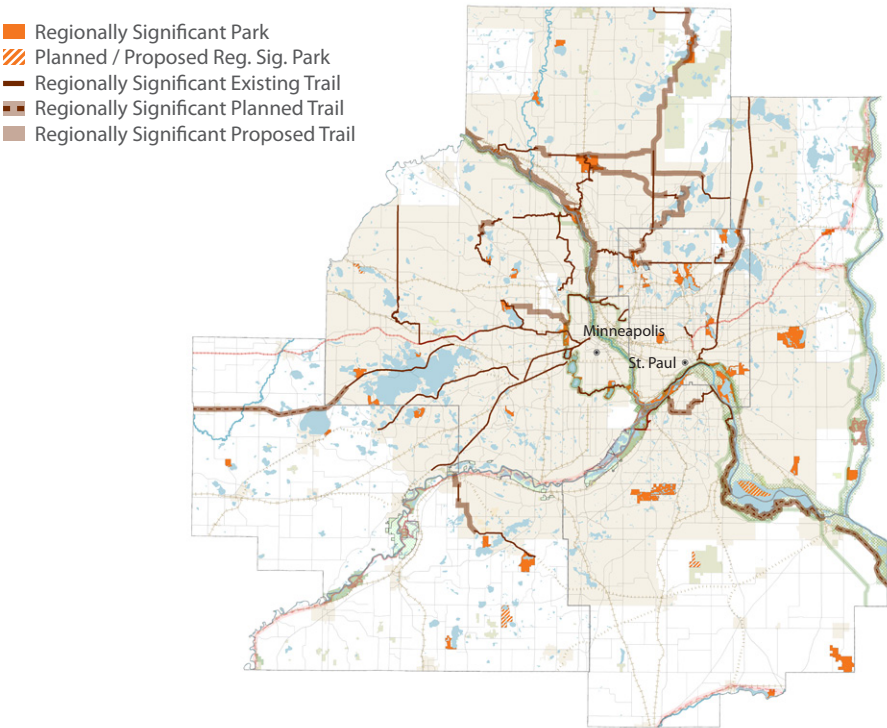 Regionally Significant Park
Planned / Proposed Reg. Sig. Park
Regionally Significant Existing Trail
Regionally Significant Planned Trail
Regionally Significant Proposed Trail
Minneapolis
St. Paul